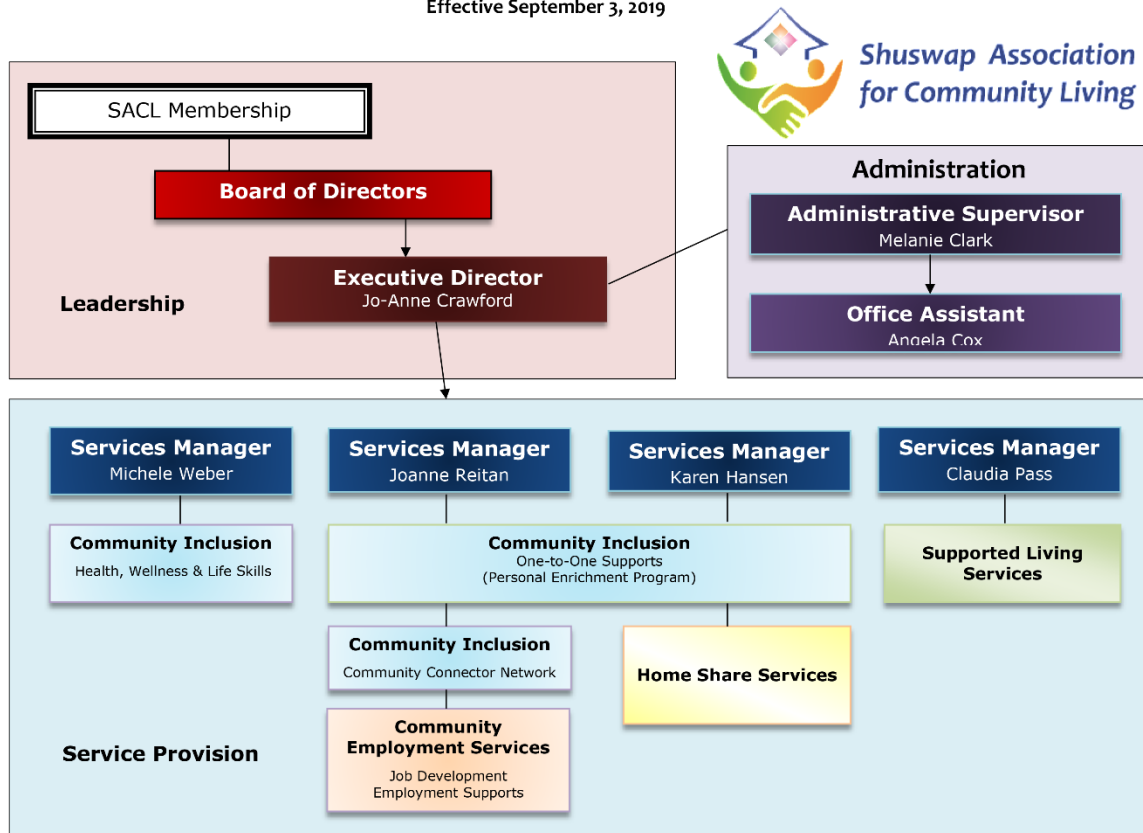 Effective September 3, 2019
Shuswap Association
for Community Living
SACL Membership
Board of Directors
Executive Director
Jo-Anne Crawford
Leadership
Administration
Administrative Supervisor
Melanie Clark
Office Assistant
Angela Cox
Services Manager
Michele Weber
Services Manager
Joanne Reitan
Services Manager
Karen Hansen
Services Manager
Claudia Pass
Community Inclusion
Health, Wellness & Life Skills
Community Inclusion
One-to-One Supports
(Personal Enrichment Program)
Supported Living
Services
Community Inclusion
Community Connector Network
Home Share Services
Community
Employment Services
Job Development
Employment Supports
Service Provision